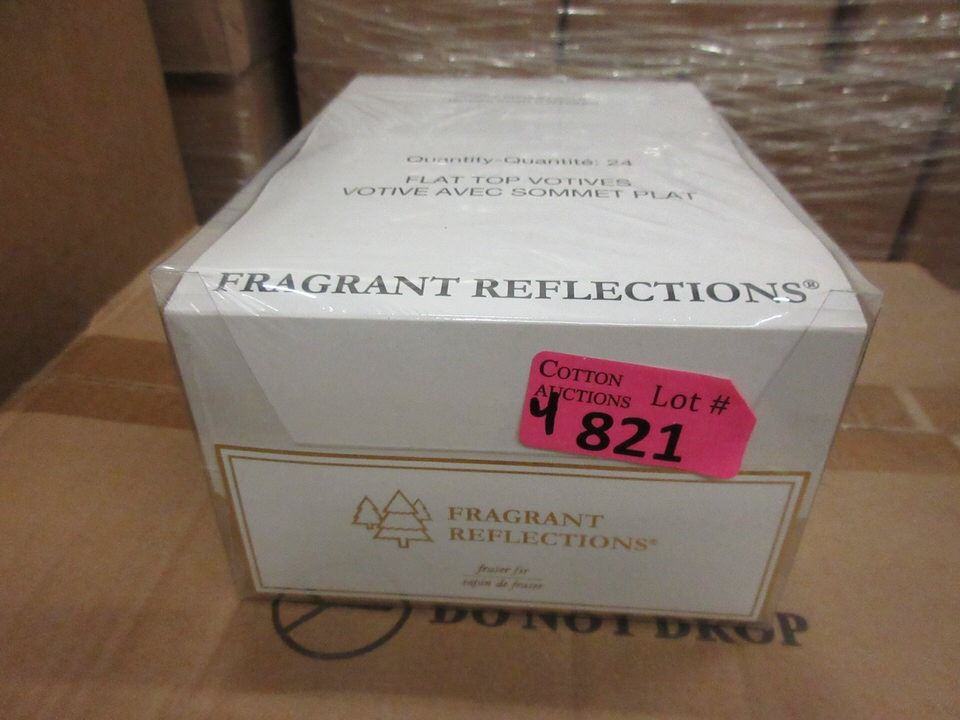 Quantity-Quantité: 24
FLAT TOP VOTIVES
VOTIVE AVEC SOMMET PLAT
FRAGRANT REFLECTIONS®
COTTON
AUCTIONS Lot #
4 821
FRAGRANT
REFLECTIONS®
fraser fir
sapin de fraser
DO NOT DROP